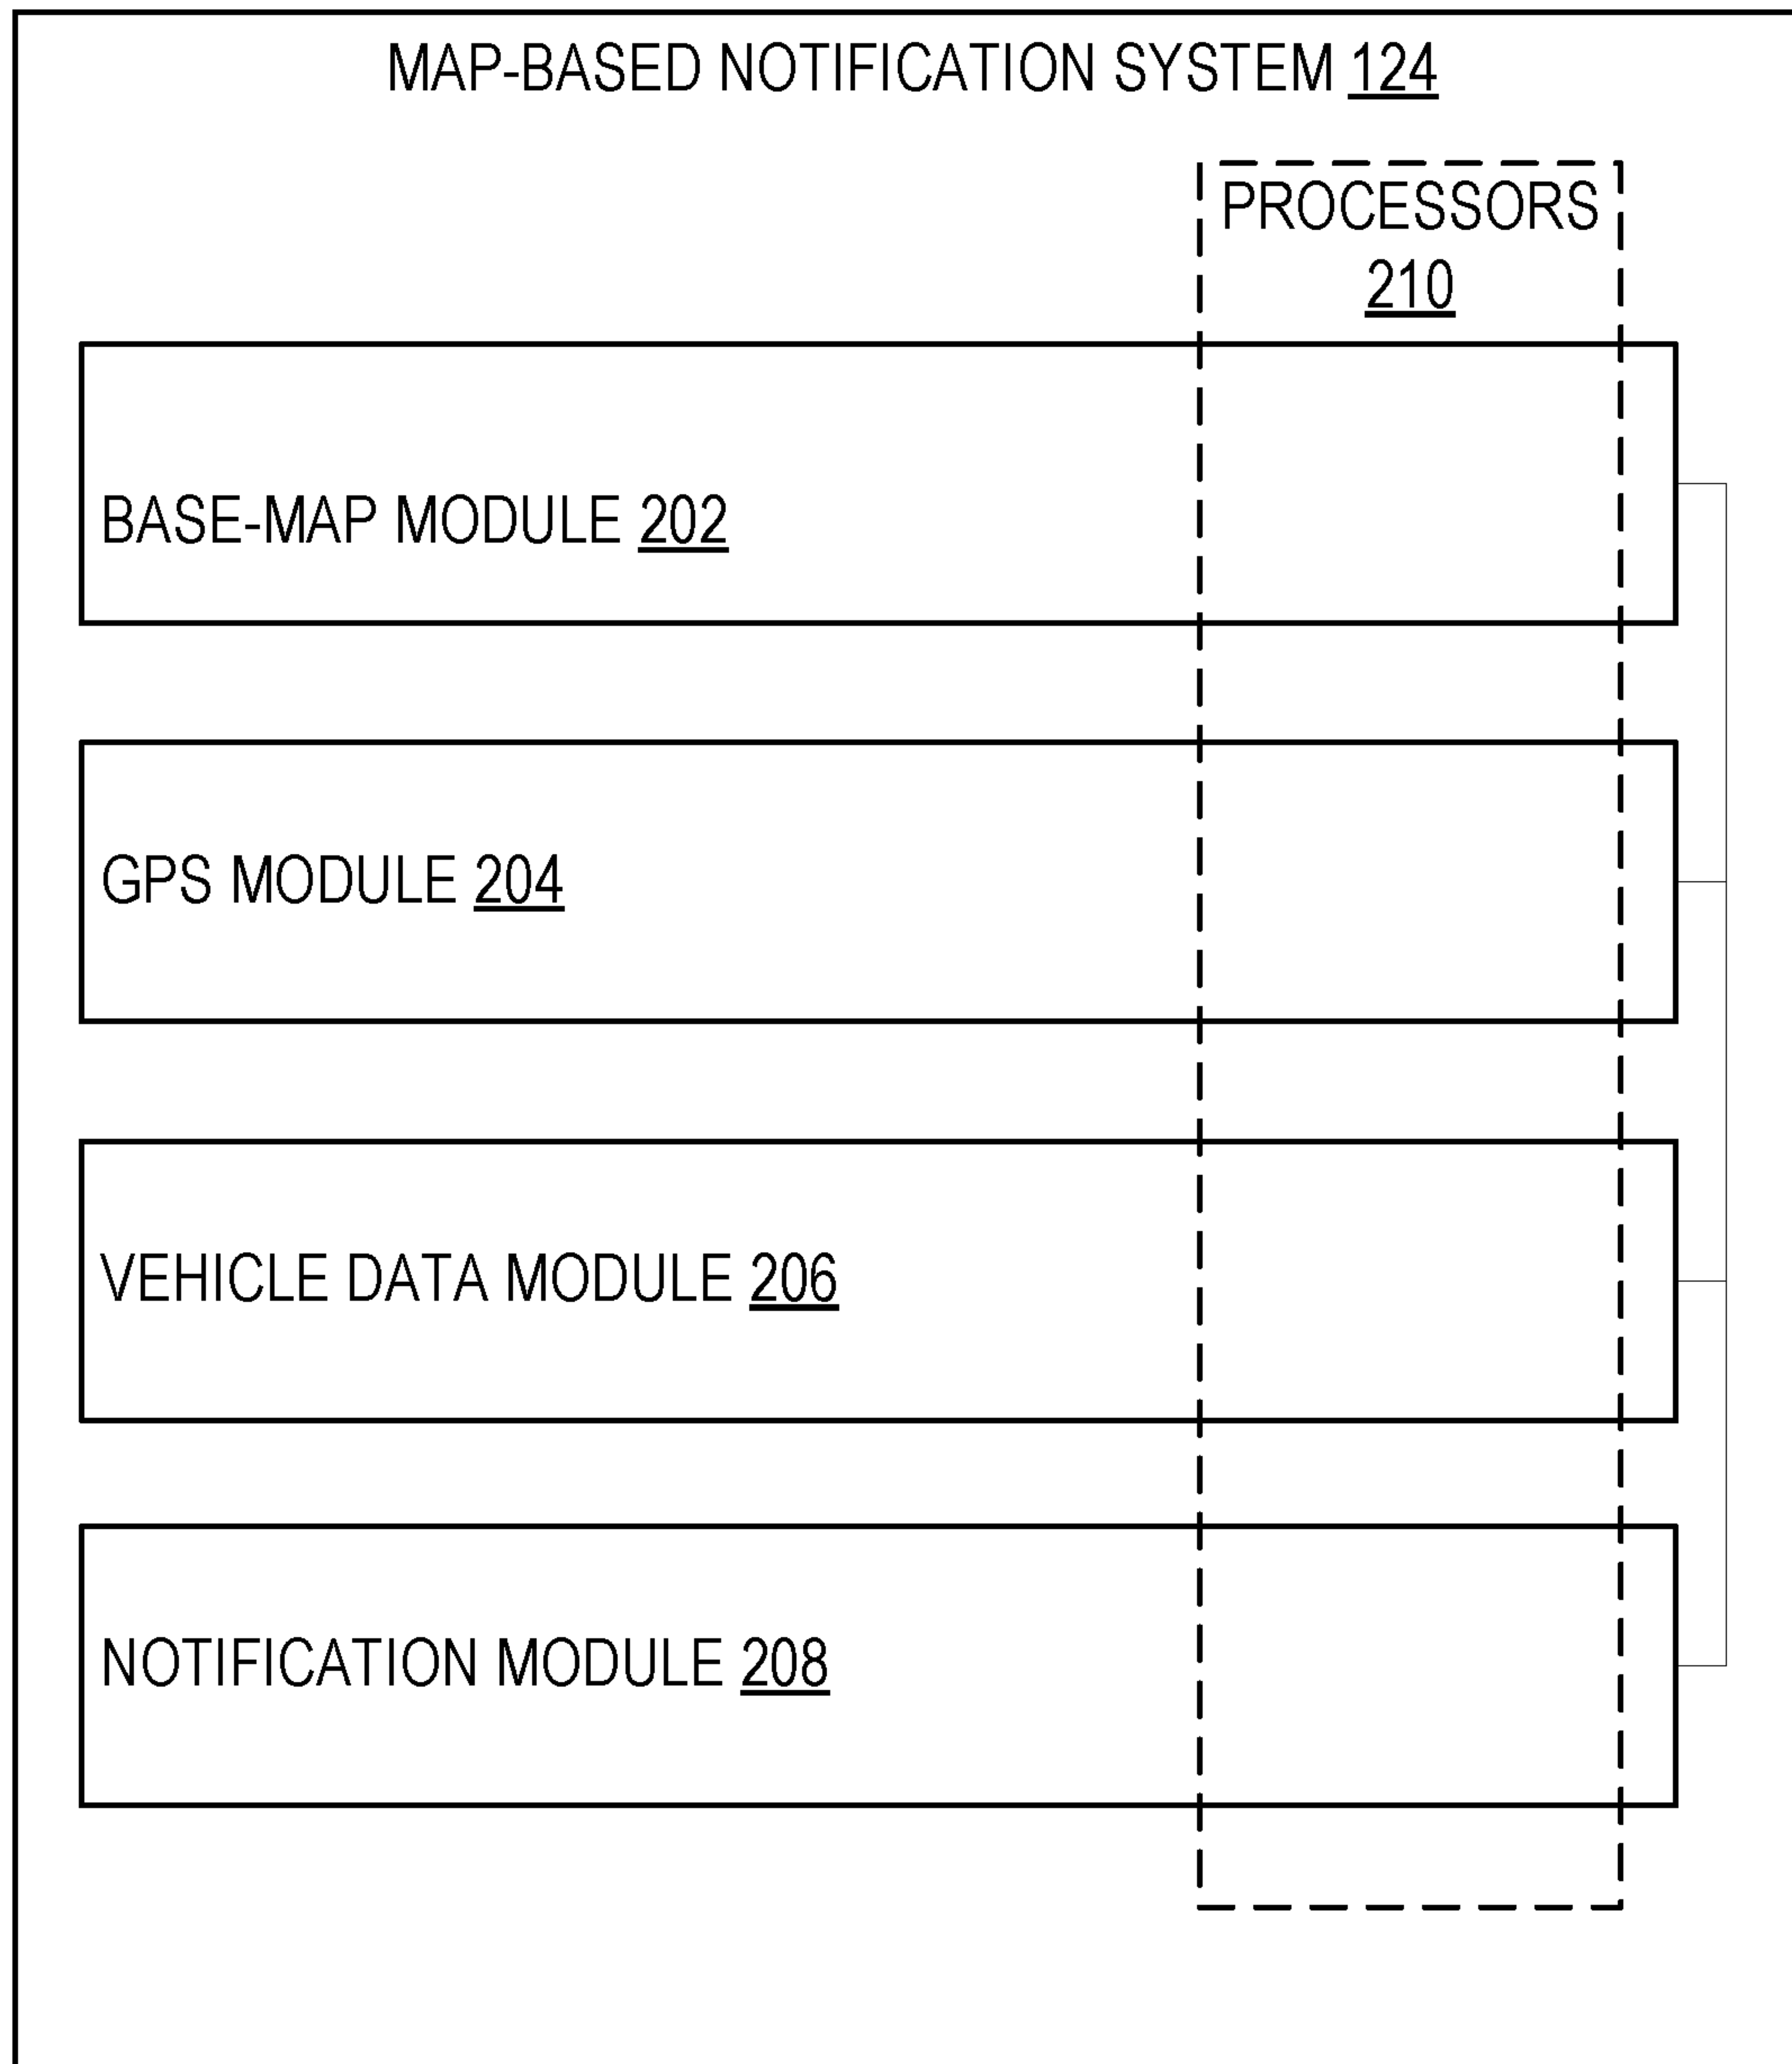 MAP-BASED NOTIFICATION SYSTEM 124
PROCESSORS
210
BASE-MAP MODULE 202
GPS MODULE 204
VEHICLE DATA MODULE 206
NOTIFICATION MODULE 208